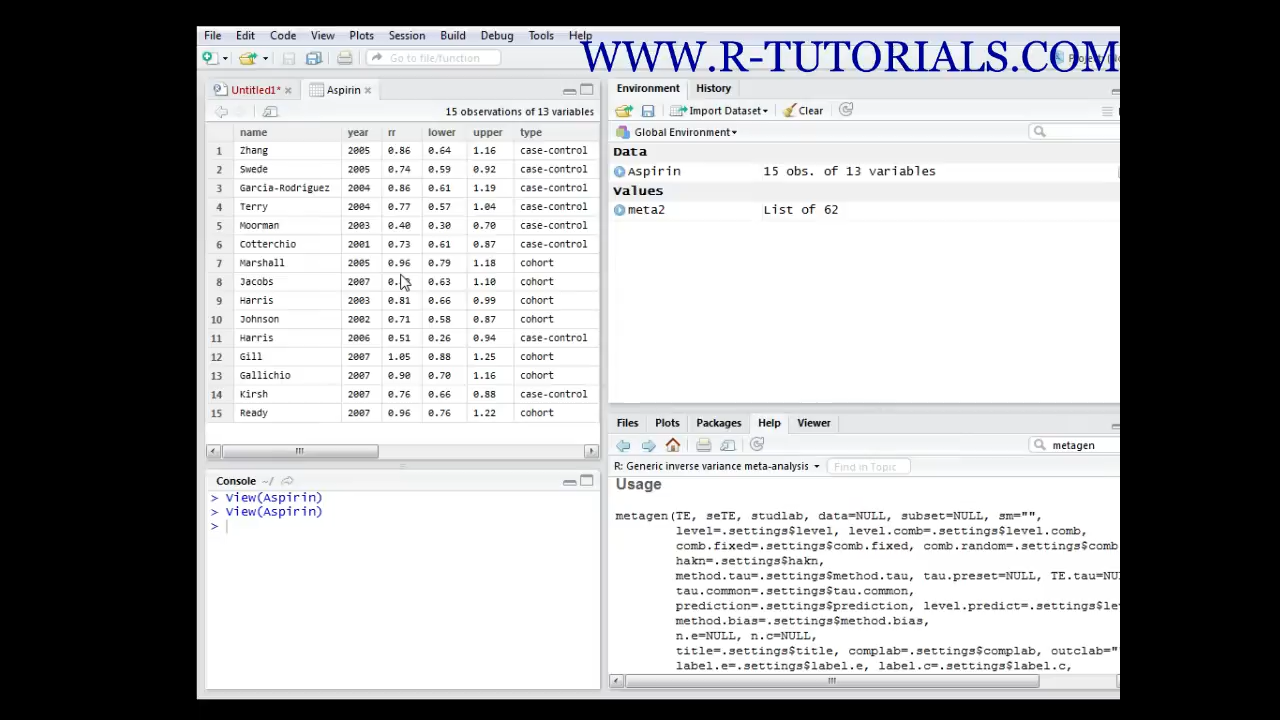 File Edit Code View Plots Session Build Debug Tools Help
WWW.R-TUTORIALS.COM
Go to file/function
Untitled1* Aspirin
15 observations of 13 variables
name year rr lower upper type
1 Zhang 2005 0.86 0.64 1.16 case-control
2 Swede 2005 0.74 0.59 0.92 case-control
3 Garcia-Rodriguez 2004 0.86 0.61 1.19 case-control
4 Terry 2004 0.77 0.57 1.04 case-control
5 Moorman 2003 0.40 0.30 0.70 case-control
6 Cotterchio 2001 0.73 0.61 0.87 case-control
7 Marshall 2005 0.96 0.79 1.18 cohort
8 Jacobs 2007 0.63 1.10 cohort
9 Harris 2003 0.81 0.66 0.99 cohort
10 Johnson 2002 0.71 0.58 0.87 cohort
11 Harris 2006 0.51 0.26 0.94 case-control
12 Gill 2007 1.05 0.88 1.25 cohort
13 Gallichio 2007 0.90 0.70 1.16 cohort
14 Kirsh 2007 0.76 0.66 0.88 case-control
15 Ready 2007 0.96 0.76 1.22 cohort
Console ~/
> View(Aspirin)
> View(Aspirin)
>
Environment History
Import Dataset Clear
Global Environment
Data
Aspirin 15 obs. of 13 variables
Values
meta2 List of 62
Files Plots Packages Help Viewer
metagen
R: Generic inverse variance meta-analysis Find in Topic
Usage
metagen(TE, seTE, studlab, data=NULL, subset=NULL, sm="",
level=.settings$level, level.comb=.settings$level.comb,
comb.fixed=.settings$comb.fixed, comb.random=.settings$comb
hakn=.settings$hakn,
method.tau=.settings$method.tau, tau.preset=NULL, TE.tau=NU
tau.common=.settings$tau.common,
prediction=.settings$prediction, level.predict=.settings$le
method.bias=.settings$method.bias,
n.e=NULL, n.c=NULL,
title=.settings$title, complab=.settings$complab, outclab="
label.e=.settings$label.e, label.c=.settings$label.c,